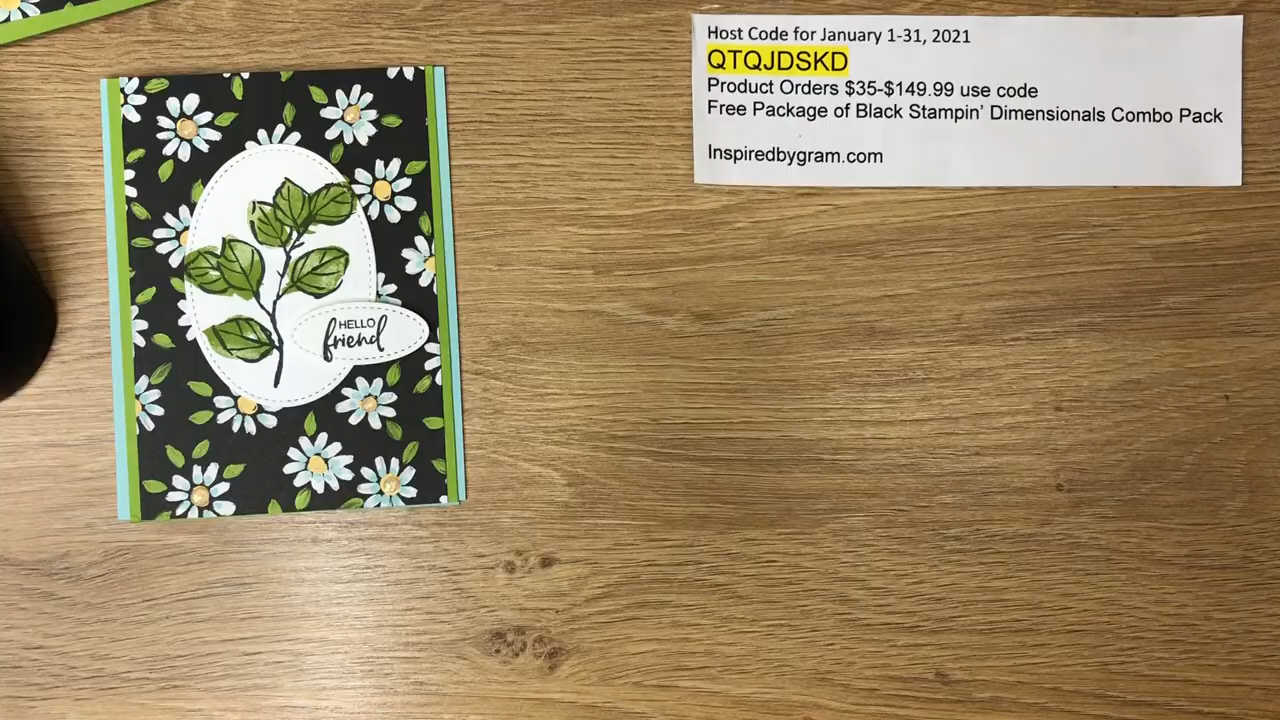 Host Code for January 1-31, 2021
QTQJDSKD
Product Orders $35-$149.99 use code
Free Package of Black Stampin' Dimensionals Combo Pack
Inspiredbygram.com
HELLO
friend